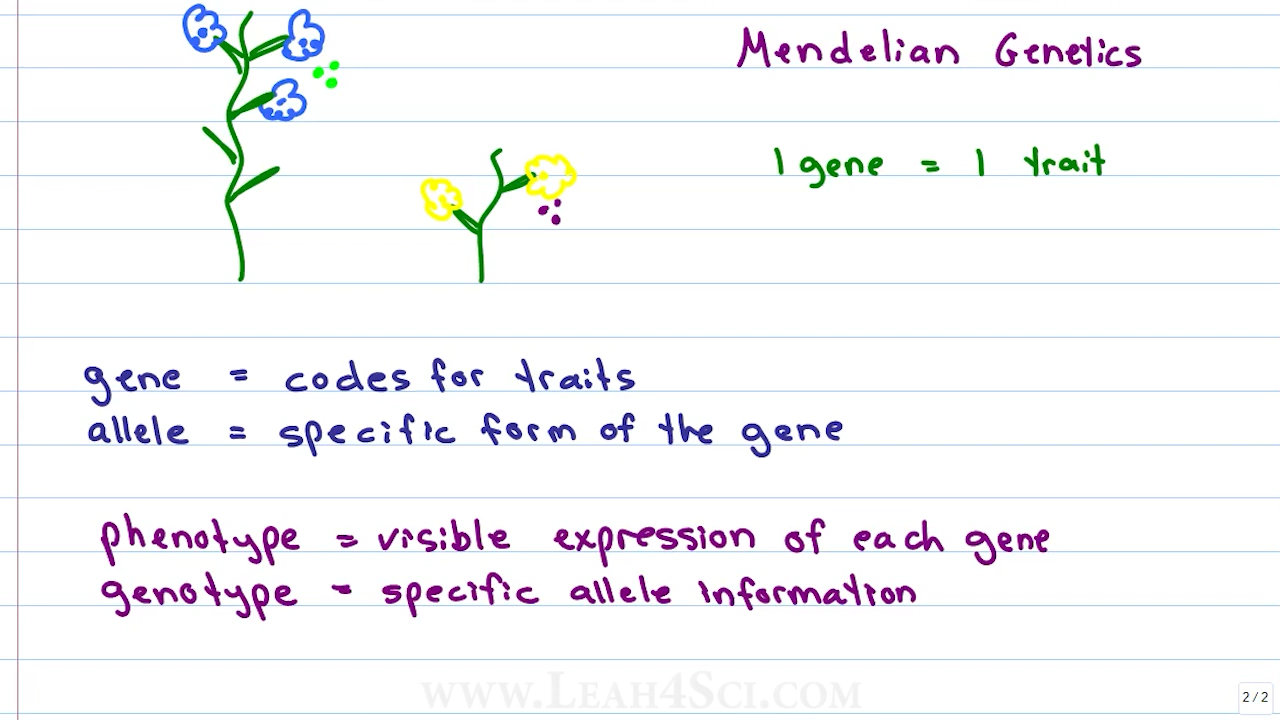 Mendelian Genetics
1 gene = 1 trait
gene = codes for traits
allele = specific form of the gene
phenotype = visible expression of each gene
genotype - specific allele information
www.Leah4Sci.com
2/2